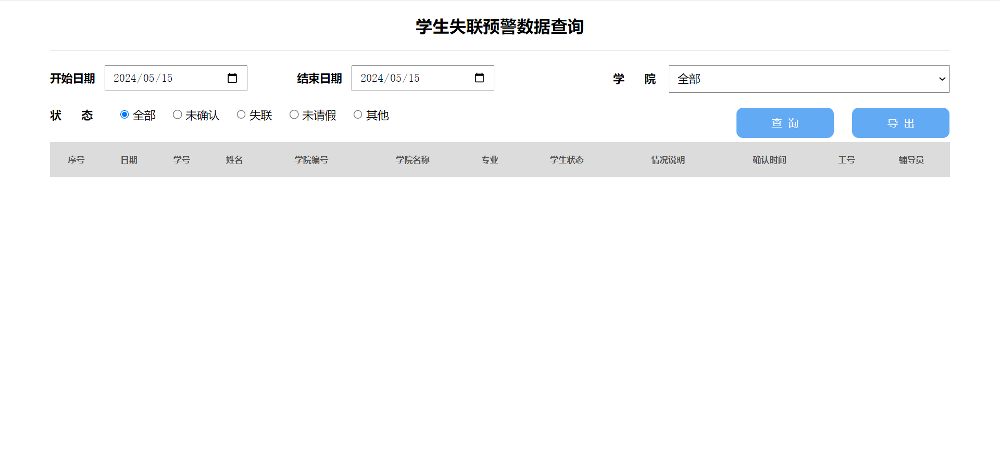 学生失联预警数据查询
开始日期 2024/05/15 结束日期 2024/05/15 学 院 全部
状 态 全部 未确认 失联 未请假 其他 查 询 导 出
序号 日期 学号 姓名 学院编号 学院名称 专业 学生状态 情况说明 确认时间 工号 辅导员